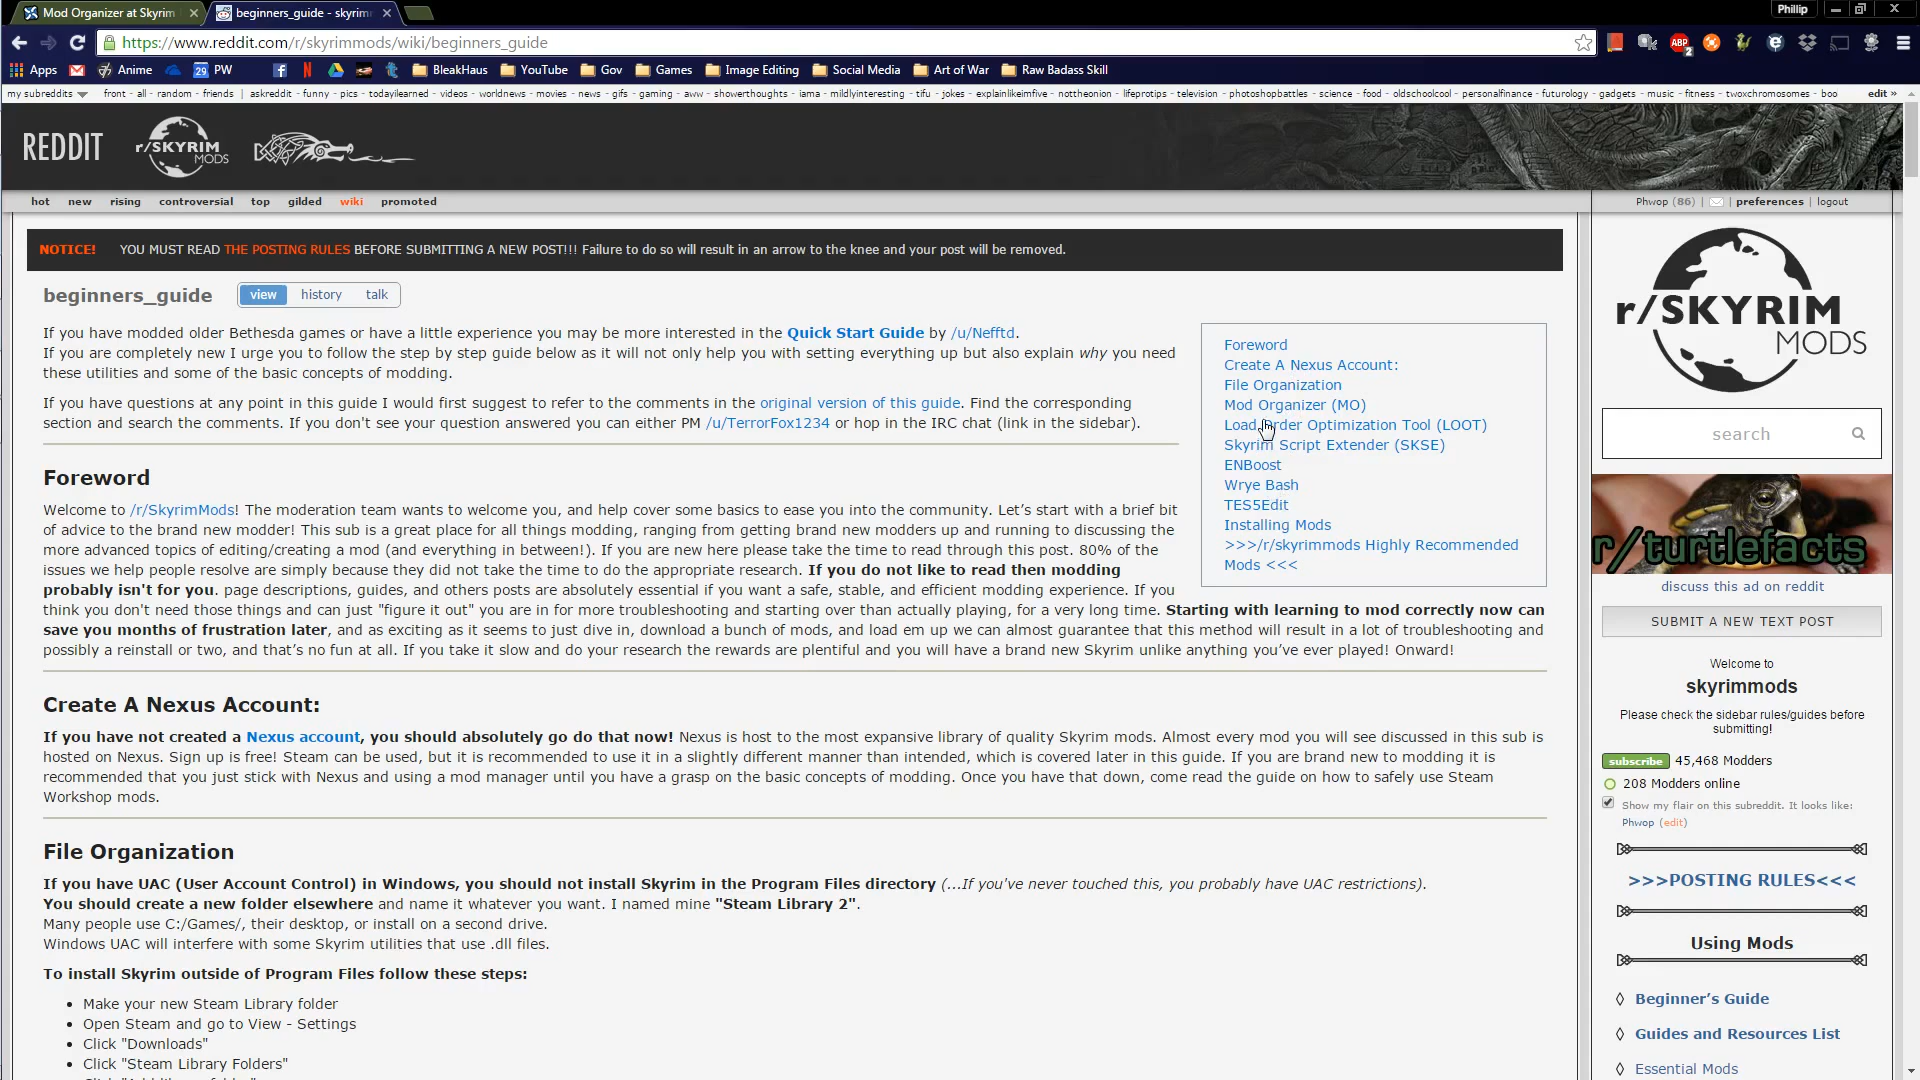 Mod Organizer at Skyrim
beginners_guide - skyrim
Phillip
https://www.reddit.com/r/skyrimmods/wiki/beginners_guide
ABP
2
Apps
Anime
29 PW
BleakHaus
YouTube
Gov
Games
Image Editing
Social Media
Art of War
Raw Badass Skill
my subreddits
front - all - random - friends | askreddit - funny - pics - todayilearned - videos - worldnews - movies - news - gifs - gaming - aww - showerthoughts - iama - mildlyinteresting - tifu - jokes - explainlikeimfive - nottheonion - lifeprotips - television - photoshopbattles - science - food - oldschoolcool - personalfinance - futurology - gadgets - music - fitness - twoxchromosomes - boo
edit »
REDDIT
r/SKYRIM
MODS
hot
new
rising
controversial
top
gilded
wiki
promoted
Phwop (86) | | preferences | logout
NOTICE! YOU MUST READ THE POSTING RULES BEFORE SUBMITTING A NEW POST!!! Failure to do so will result in an arrow to the knee and your post will be removed.
beginners_guide
view
history
talk
If you have modded older Bethesda games or have a little experience you may be more interested in the Quick Start Guide by /u/Nefftd.
If you are completely new I urge you to follow the step by step guide below as it will not only help you with setting everything up but also explain why you need
these utilities and some of the basic concepts of modding.
If you have questions at any point in this guide I would first suggest to refer to the comments in the original version of this guide. Find the corresponding
section and search the comments. If you don't see your question answered you can either PM /u/TerrorFox1234 or hop in the IRC chat (link in the sidebar).
Foreword
Create A Nexus Account:
File Organization
Mod Organizer (MO)
Load Order Optimization Tool (LOOT)
Skyrim Script Extender (SKSE)
ENBoost
Wrye Bash
TES5Edit
Installing Mods
>>>/r/skyrimmods Highly Recommended
Mods <<<
Foreword
Welcome to /r/SkyrimMods! The moderation team wants to welcome you, and help cover some basics to ease you into the community. Let's start with a brief bit
of advice to the brand new modder! This sub is a great place for all things modding, ranging from getting brand new modders up and running to discussing the
more advanced topics of editing/creating a mod (and everything in between!). If you are new here please take the time to read through this post. 80% of the
issues we help people resolve are simply because they did not take the time to do the appropriate research. If you do not like to read then modding
probably isn't for you. page descriptions, guides, and others posts are absolutely essential if you want a safe, stable, and efficient modding experience. If you
think you don't need those things and can just "figure it out" you are in for more troubleshooting and starting over than actually playing, for a very long time. Starting with learning to mod correctly now can
save you months of frustration later, and as exciting as it seems to just dive in, download a bunch of mods, and load em up we can almost guarantee that this method will result in a lot of troubleshooting and
possibly a reinstall or two, and that's no fun at all. If you take it slow and do your research the rewards are plentiful and you will have a brand new Skyrim unlike anything you've ever played! Onward!
Create A Nexus Account:
If you have not created a Nexus account, you should absolutely go do that now! Nexus is host to the most expansive library of quality Skyrim mods. Almost every mod you will see discussed in this sub is
hosted on Nexus. Sign up is free! Steam can be used, but it is recommended to use it in a slightly different manner than intended, which is covered later in this guide. If you are brand new to modding it is
recommended that you just stick with Nexus and using a mod manager until you have a grasp on the basic concepts of modding. Once you have that down, come read the guide on how to safely use Steam
Workshop mods.
File Organization
If you have UAC (User Account Control) in Windows, you should not install Skyrim in the Program Files directory (...If you've never touched this, you probably have UAC restrictions).
You should create a new folder elsewhere and name it whatever you want. I named mine "Steam Library 2".
Many people use C:/Games/, their desktop, or install on a second drive.
Windows UAC will interfere with some Skyrim utilities that use .dll files.
To install Skyrim outside of Program Files follow these steps:
• Make your new Steam Library folder
• Open Steam and go to View - Settings
• Click "Downloads"
• Click "Steam Library Folders"
r/SKYRIM
MODS
search
r/turtlefacts
discuss this ad on reddit
SUBMIT A NEW TEXT POST
Welcome to
skyrimmods
Please check the sidebar rules/guides before
submitting!
subscribe 45,468 Modders
208 Modders online
Show my flair on this subreddit. It looks like:
Phwop (edit)
>>>POSTING RULES<<<
Using Mods
◊ Beginner's Guide
◊ Guides and Resources List
◊ Essential Mods